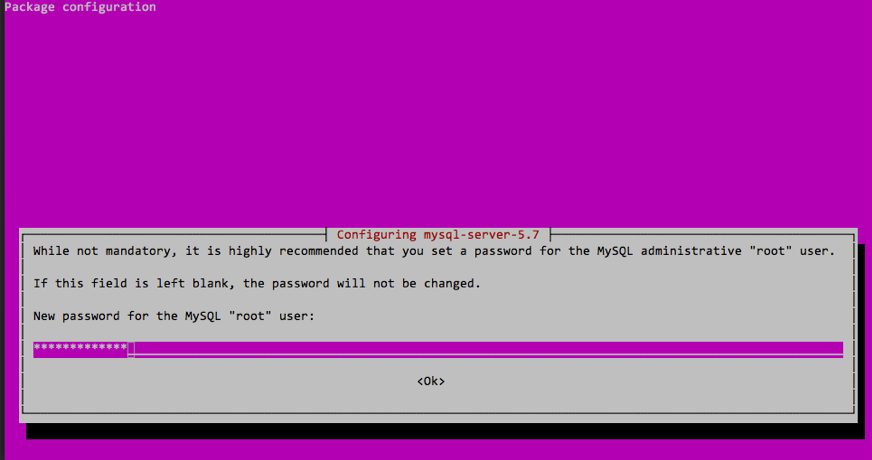 Package configuration
Configuring mysql-server-5.7
While not mandatory, it is highly recommended that you set a password for the MySQL administrative "root" user.
If this field is left blank, the password will not be changed.
New password for the MySQL "root" user:
*************
<Ok>